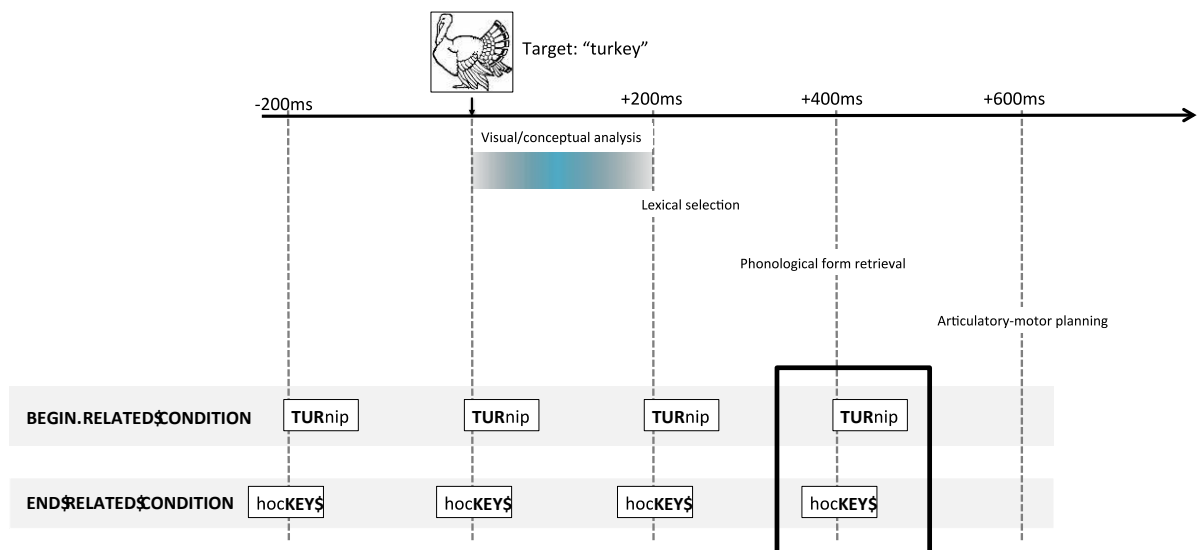 Target: “turkey”
-200ms +200ms +400ms +600ms
Visual/conceptual analysis
Lexical selection
Phonological form retrieval
Articulatory-motor planning
BEGIN.RELATED$CONDITION TURnip TURnip TURnip TURnip
END$RELATED$CONDITION hocKEY$ hocKEY$ hocKEY$ hocKEY$